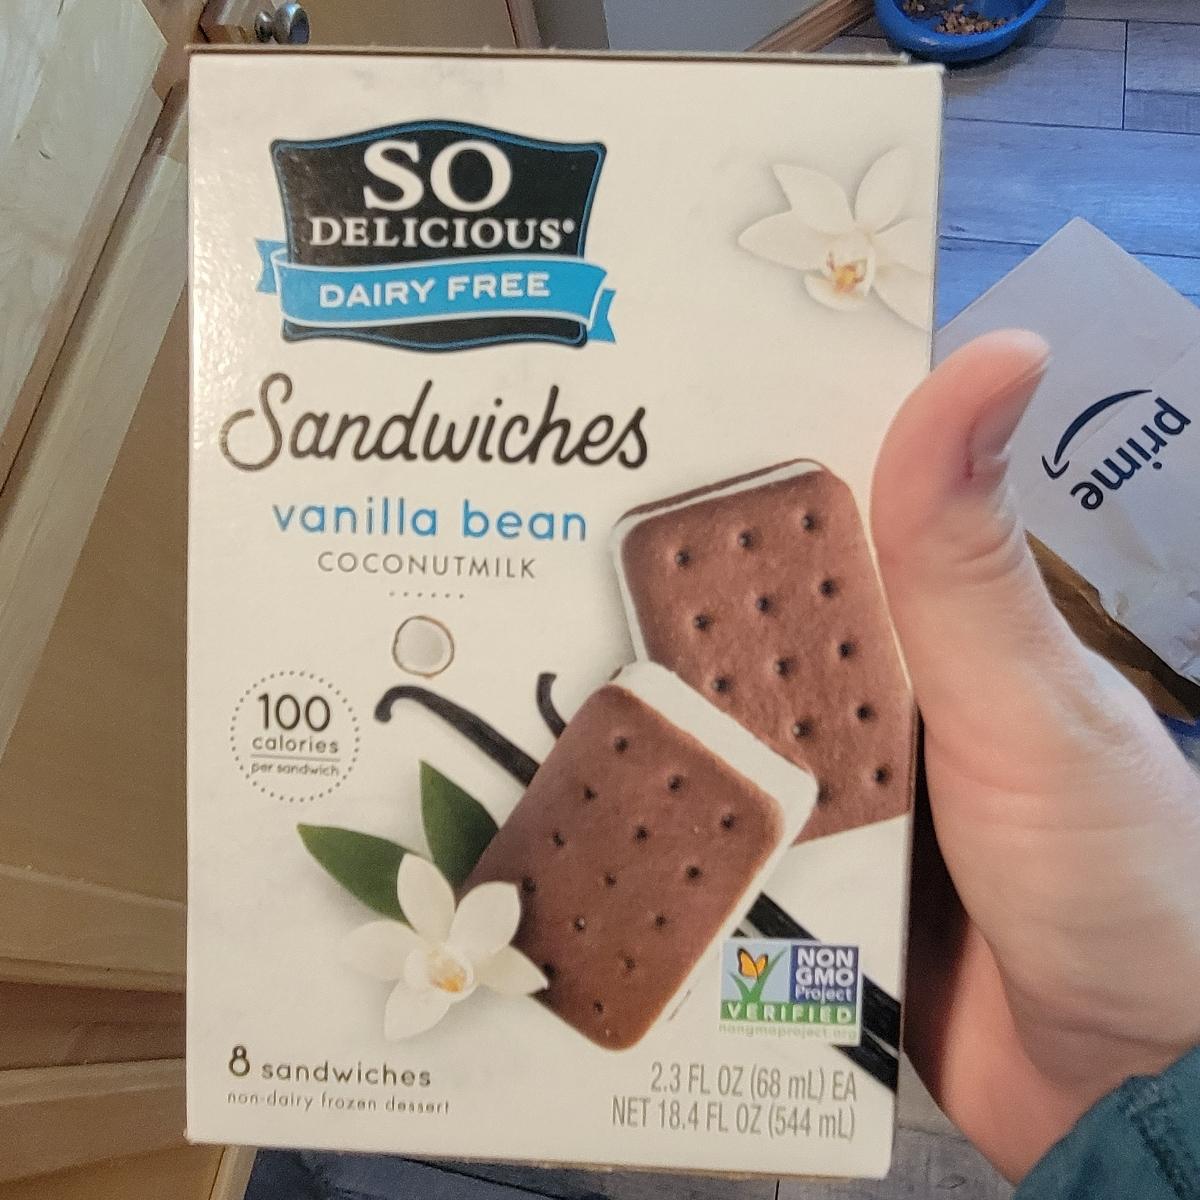 SO
DELICIOUS®
DAIRY FREE
Sandwiches
vanilla bean
COCONUTMILK
100
calories
per sandwich
prime
NON
GMO
Project
VERIFIED
nongmoproject.org
8 sandwiches
non-dairy frozen dessert
2.3 FL OZ (68 mL) EA
NET 18.4 FL OZ (544 mL)